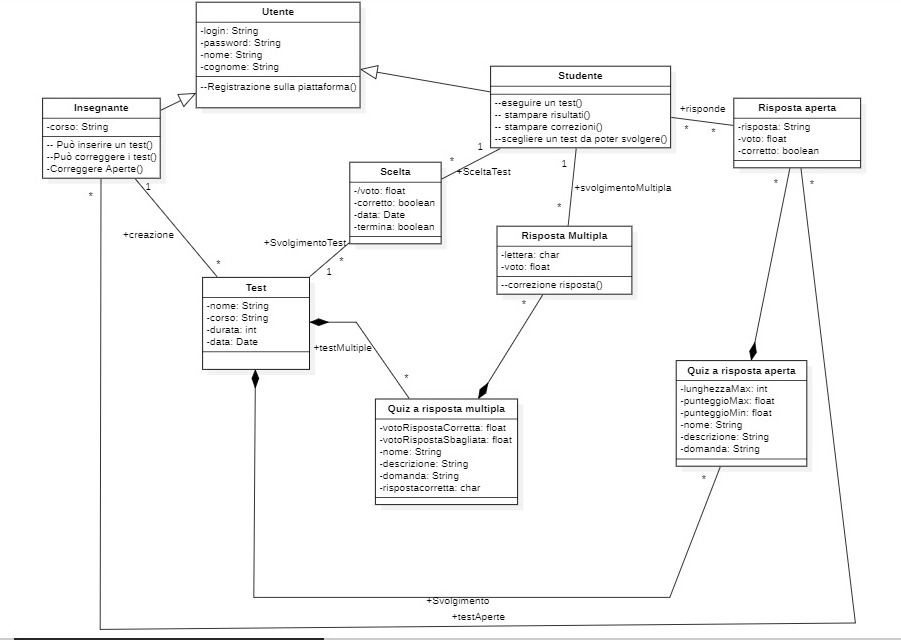 Utente
-login: String
-password: String
-nome: String
-cognome: String
--Registrazione sulla piattaforma()
Studente
--eseguire un test()
-- stampare risultati()
-- stampare correzioni()
--scegliere un test da poter svolgere()
Insegnante
-corso: String
-- Può inserire un test()
--Può correggere i test()
-Correggere Aperte()
Risposta aperta
-risposta: String
-voto: float
-corretto: boolean
+risponde
*
*
Scelta
-/voto: float
-corretto: boolean
-data: Date
-termina: boolean
1
*
+SceltaTest
1
+svolgimentoMultipla
*
*
*
*
1
+creazione
*
+SvolgimentoTest
*
1
Risposta Multipla
-lettera: char
-voto: float
--correzione risposta()
*
Test
-nome: String
-corso: String
-durata: int
-data: Date
+testMultiple
*
Quiz a risposta multipla
-votoRispostaCorretta: float
-votoRispostaSbagliata: float
-nome: String
-descrizione: String
-domanda: String
-rispostacorretta: char
Quiz a risposta aperta
-lunghezzaMax: int
-punteggioMax: float
-punteggioMin: float
-nome: String
-descrizione: String
-domanda: String
*
+Svolgimento
+testAperte